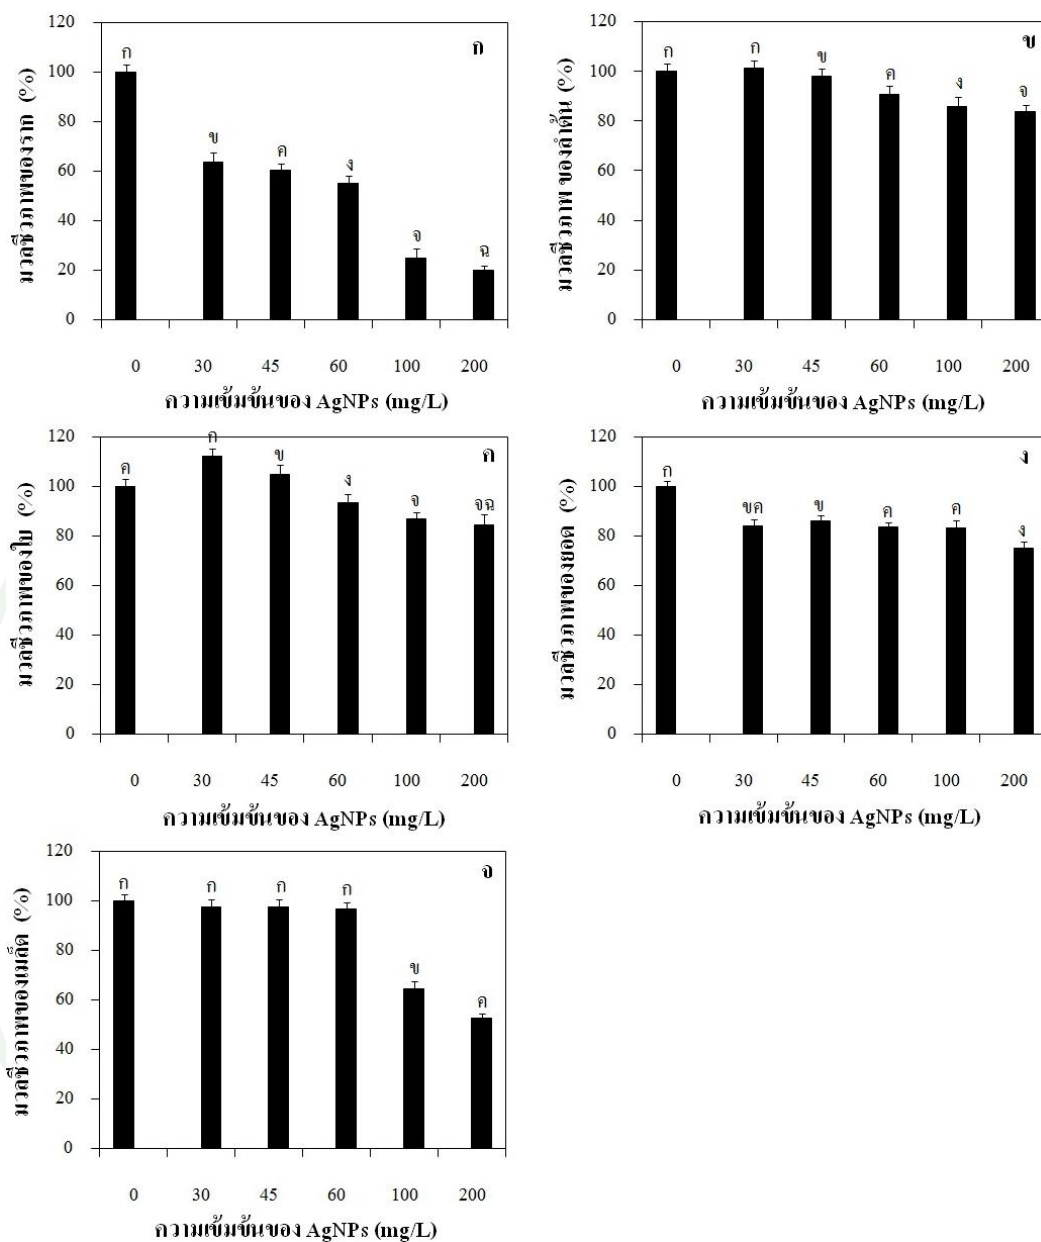 มวลชีวภาพของราก (%)
120
100
80
60
40
20
0
ก
ก
ข
ค
ง
จ
ฉ
0 30 45 60 100 200
ความเข้มข้นของ AgNPs (mg/L)
มวลชีวภาพ ของลำต้น (%)
120
100
80
60
40
20
0
ข
ก
ก
ข
ค
ง
จ
0 30 45 60 100 200
ความเข้มข้นของ AgNPs (mg/L)
มวลชีวภาพของใบ (%)
120
100
80
60
40
20
0
ค
ค
ก
ข
ง
จ
จฉ
0 30 45 60 100 200
ความเข้มข้นของ AgNPs (mg/L)
มวลชีวภาพของยอด (%)
120
100
80
60
40
20
0
ง
ก
ขค
ข
ค
ค
ง
0 30 45 60 100 200
ความเข้มข้นของ AgNPs (mg/L)
มวลชีวภาพของเมล็ด (%)
120
100
80
60
40
20
0
จ
ก
ก
ก
ก
ข
ค
0 30 45 60 100 200
ความเข้มข้นของ AgNPs (mg/L)